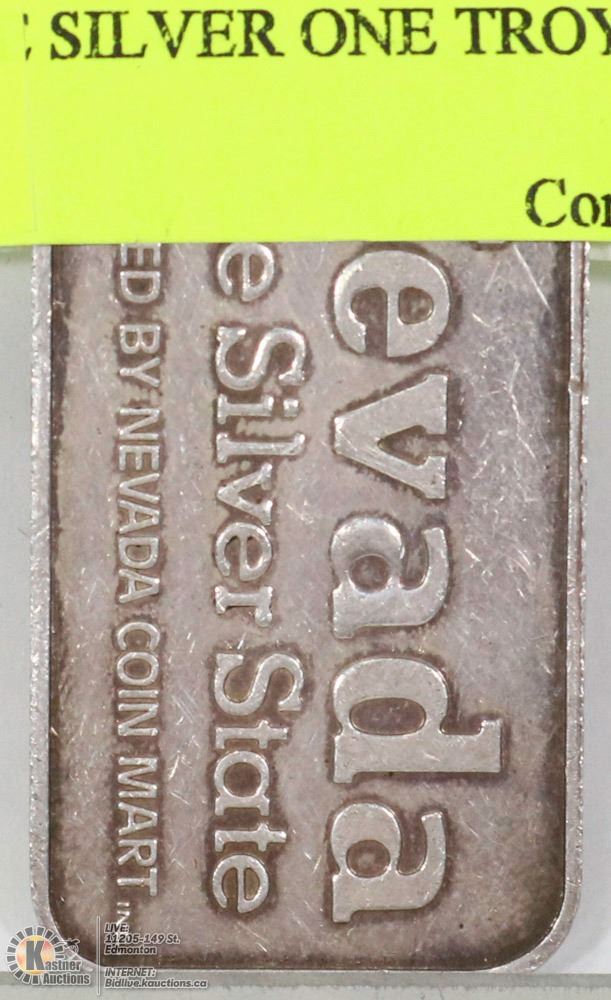 SILVER ONE TROY
Con
evada
e Silver State
ED BY NEVADA COIN MART
Kastner
Auctions
LIVE:
11205-149 St.
Edmonton
INTERNET:
Bidlive.kauctions.ca